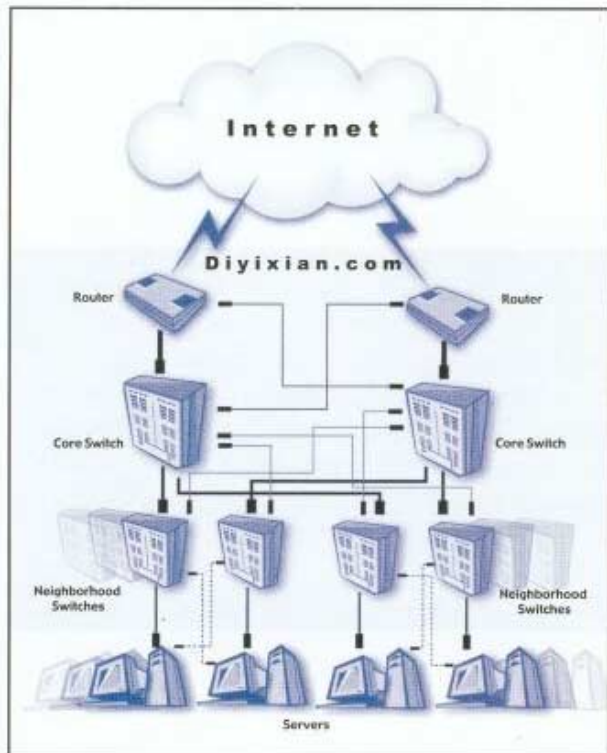 Internet
Diyixian.com
Router
Router
Core Switch
Core Switch
Neighborhood
Switches
Neighborhood
Switches
Servers